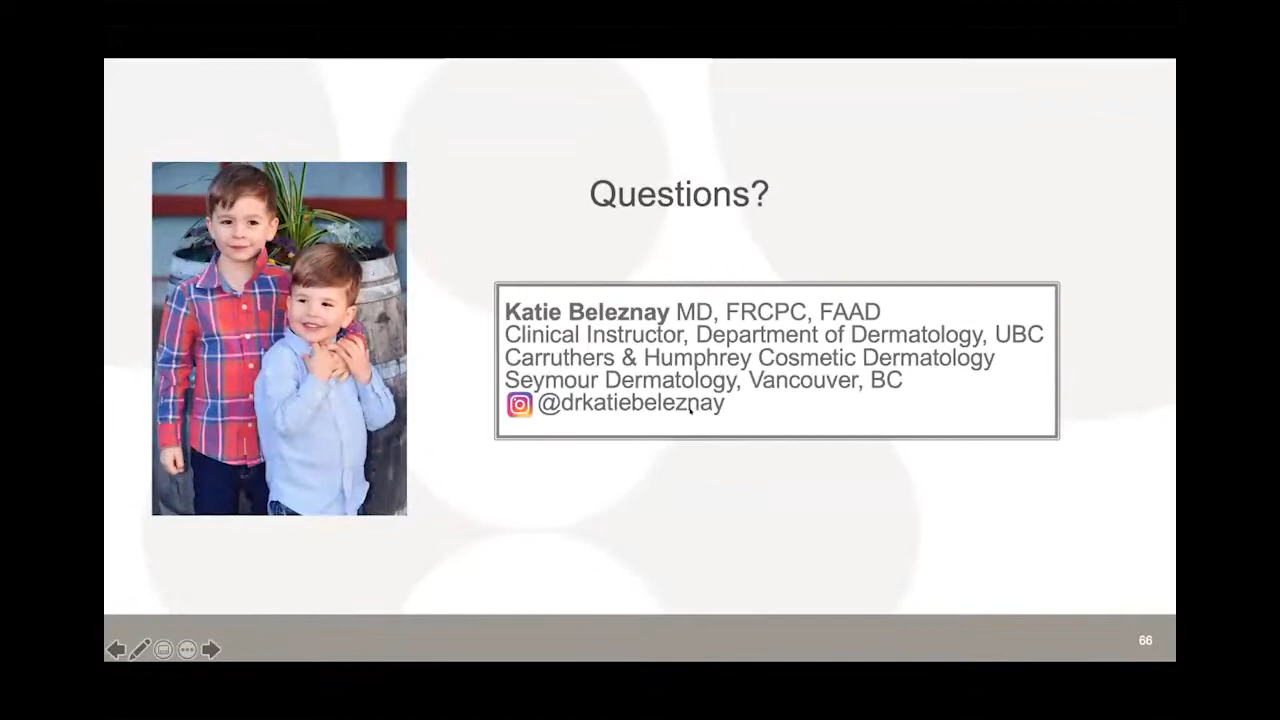 Questions?
Katie Beleznay MD, FRCPC, FAAD
Clinical Instructor, Department of Dermatology, UBC
Carruthers & Humphrey Cosmetic Dermatology
Seymour Dermatology, Vancouver, BC
@drkatiebeleznay
66